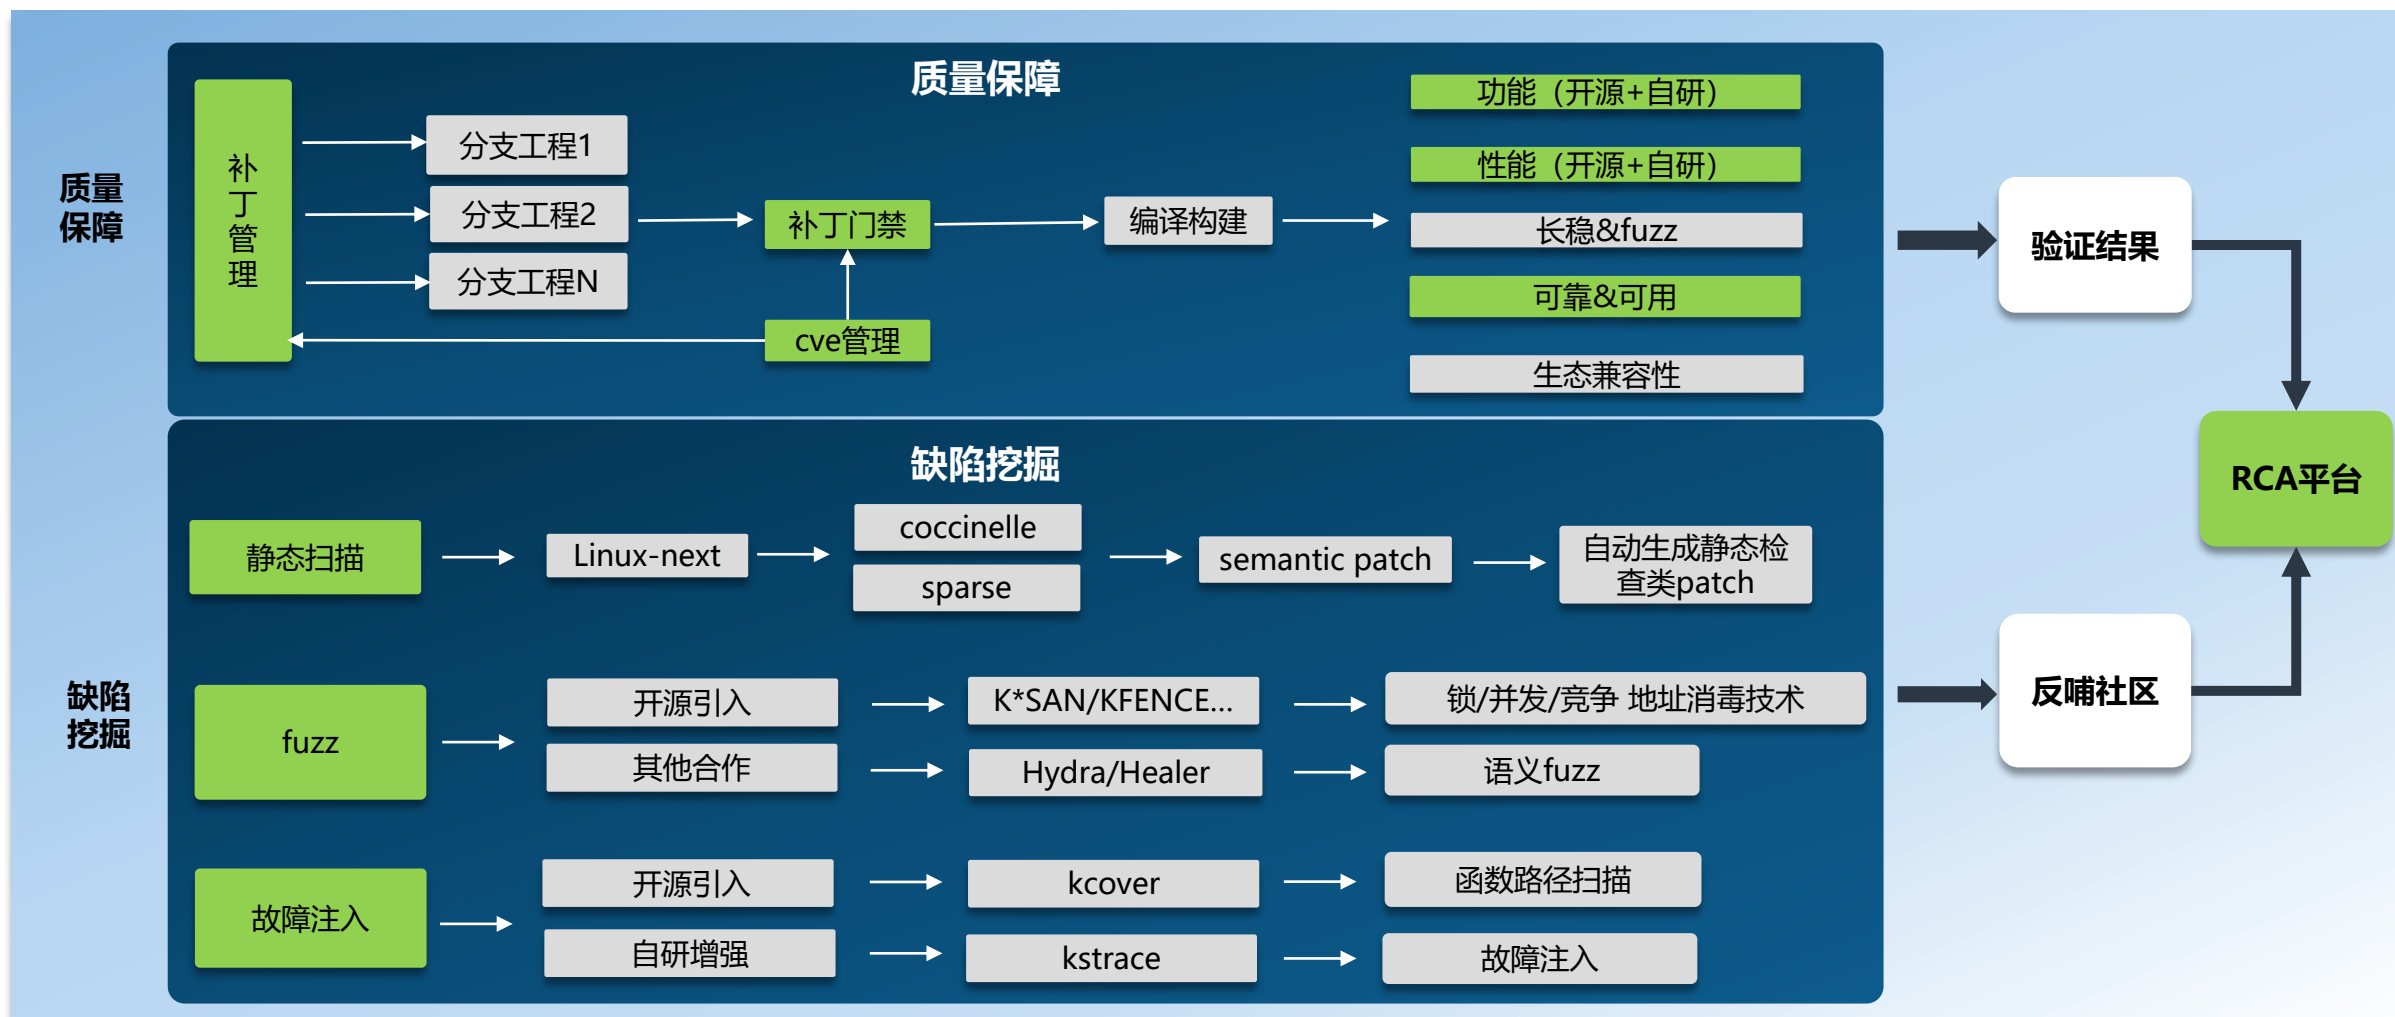 质量保障
质量
保障
补
丁
管
理
分支工程1
分支工程2
分支工程N
补丁门禁
cve管理
编译构建
功能（开源+自研）
性能（开源+自研）
长稳&fuzz
可靠&可用
生态兼容性
验证结果
RCA平台
缺陷挖掘
缺陷
挖掘
静态扫描
Linux-next
coccinelle
sparse
semantic patch
自动生成静态检
查类patch
fuzz
开源引入
K*SAN/KFENCE...
锁/并发/竞争 地址消毒技术
其他合作
Hydra/Healer
语义fuzz
反哺社区
故障注入
开源引入
kcover
函数路径扫描
自研增强
kstrace
故障注入